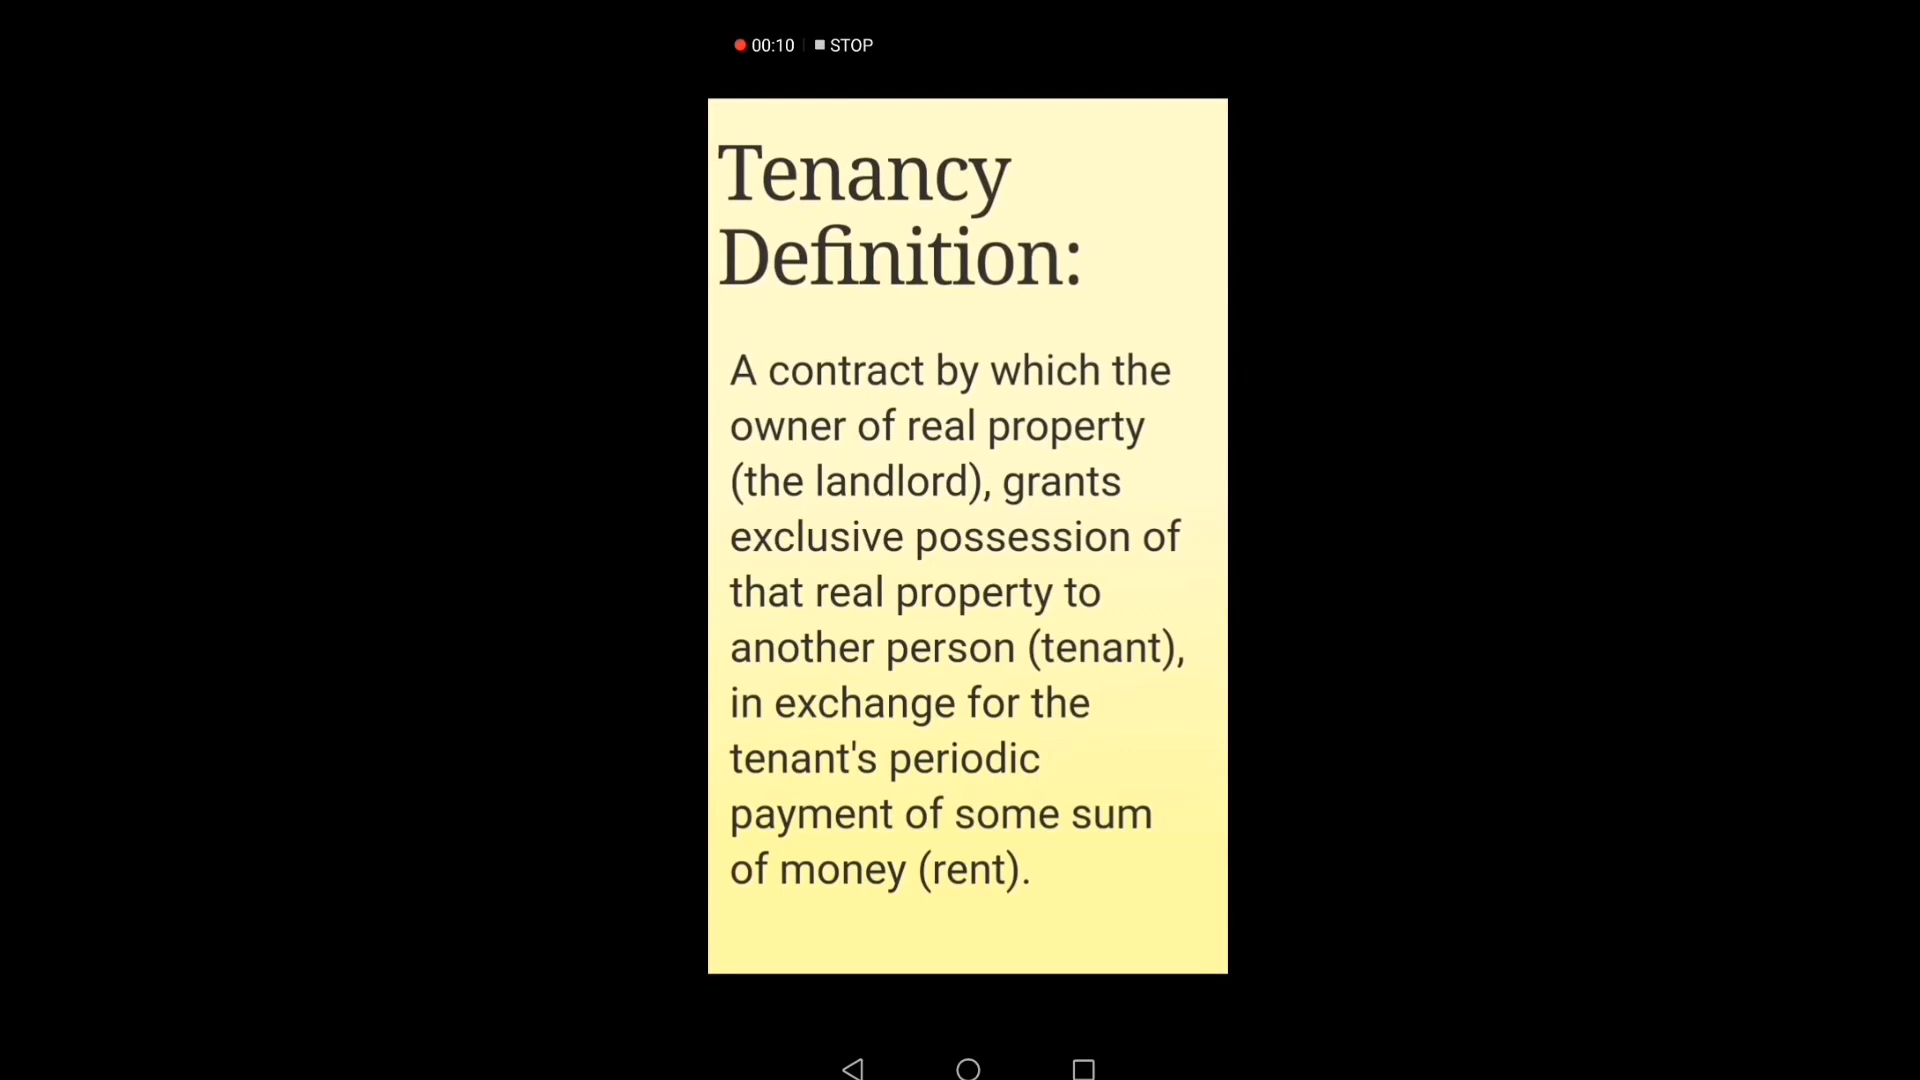 00:10 STOP
Tenancy
Definition:
A contract by which the
owner of real property
(the landlord), grants
exclusive possession of
that real property to
another person (tenant),
in exchange for the
tenant's periodic
payment of some sum
of money (rent).